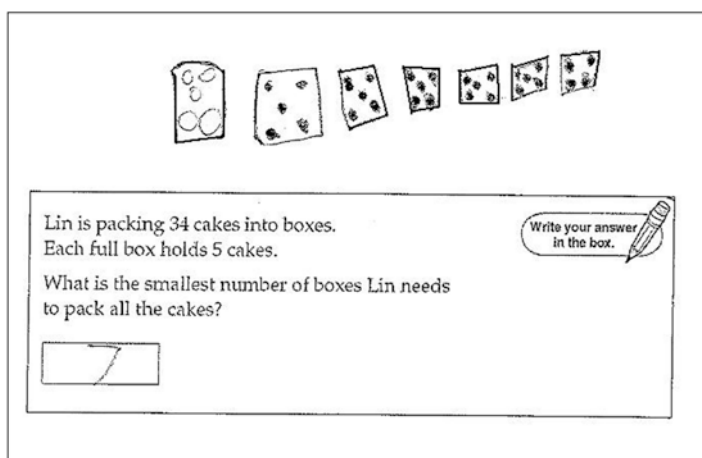 Lin is packing 34 cakes into boxes.
Each full box holds 5 cakes.
Write your answer
in the box.
What is the smallest number of boxes Lin needs
to pack all the cakes?
7